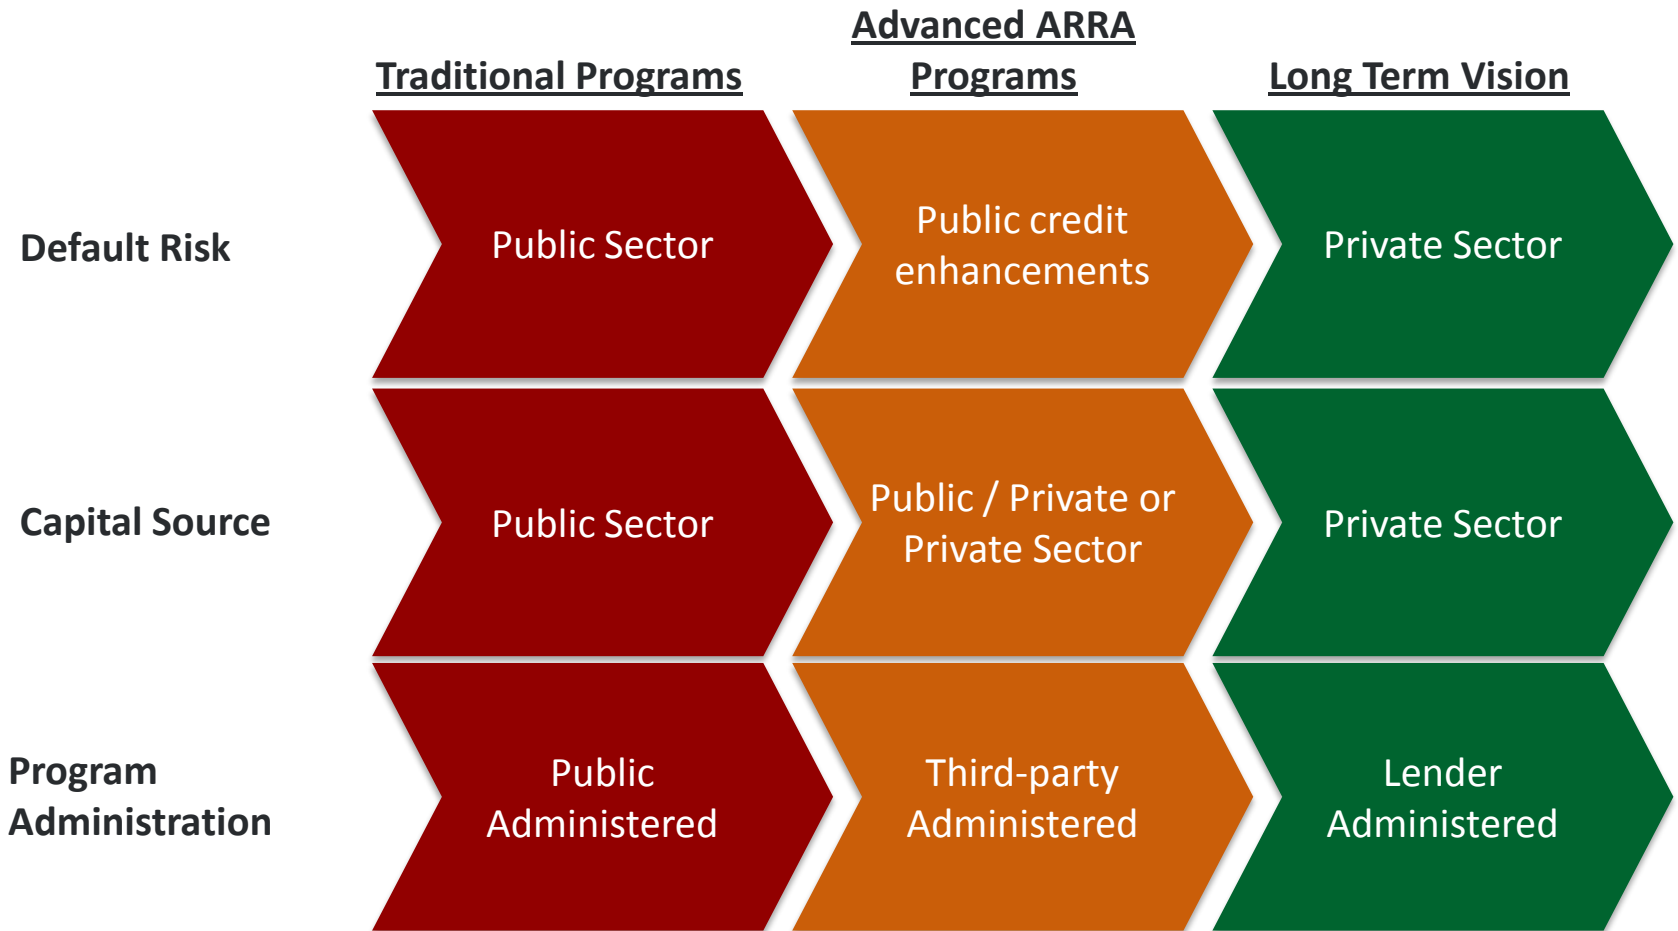 Advanced ARRA
Traditional Programs
Programs
Long Term Vision
Default Risk
Public Sector
Public credit
enhancements
Private Sector
Capital Source
Public Sector
Public / Private or
Private Sector
Private Sector
Program
Administration
Public
Administered
Third-party
Administered
Lender
Administered